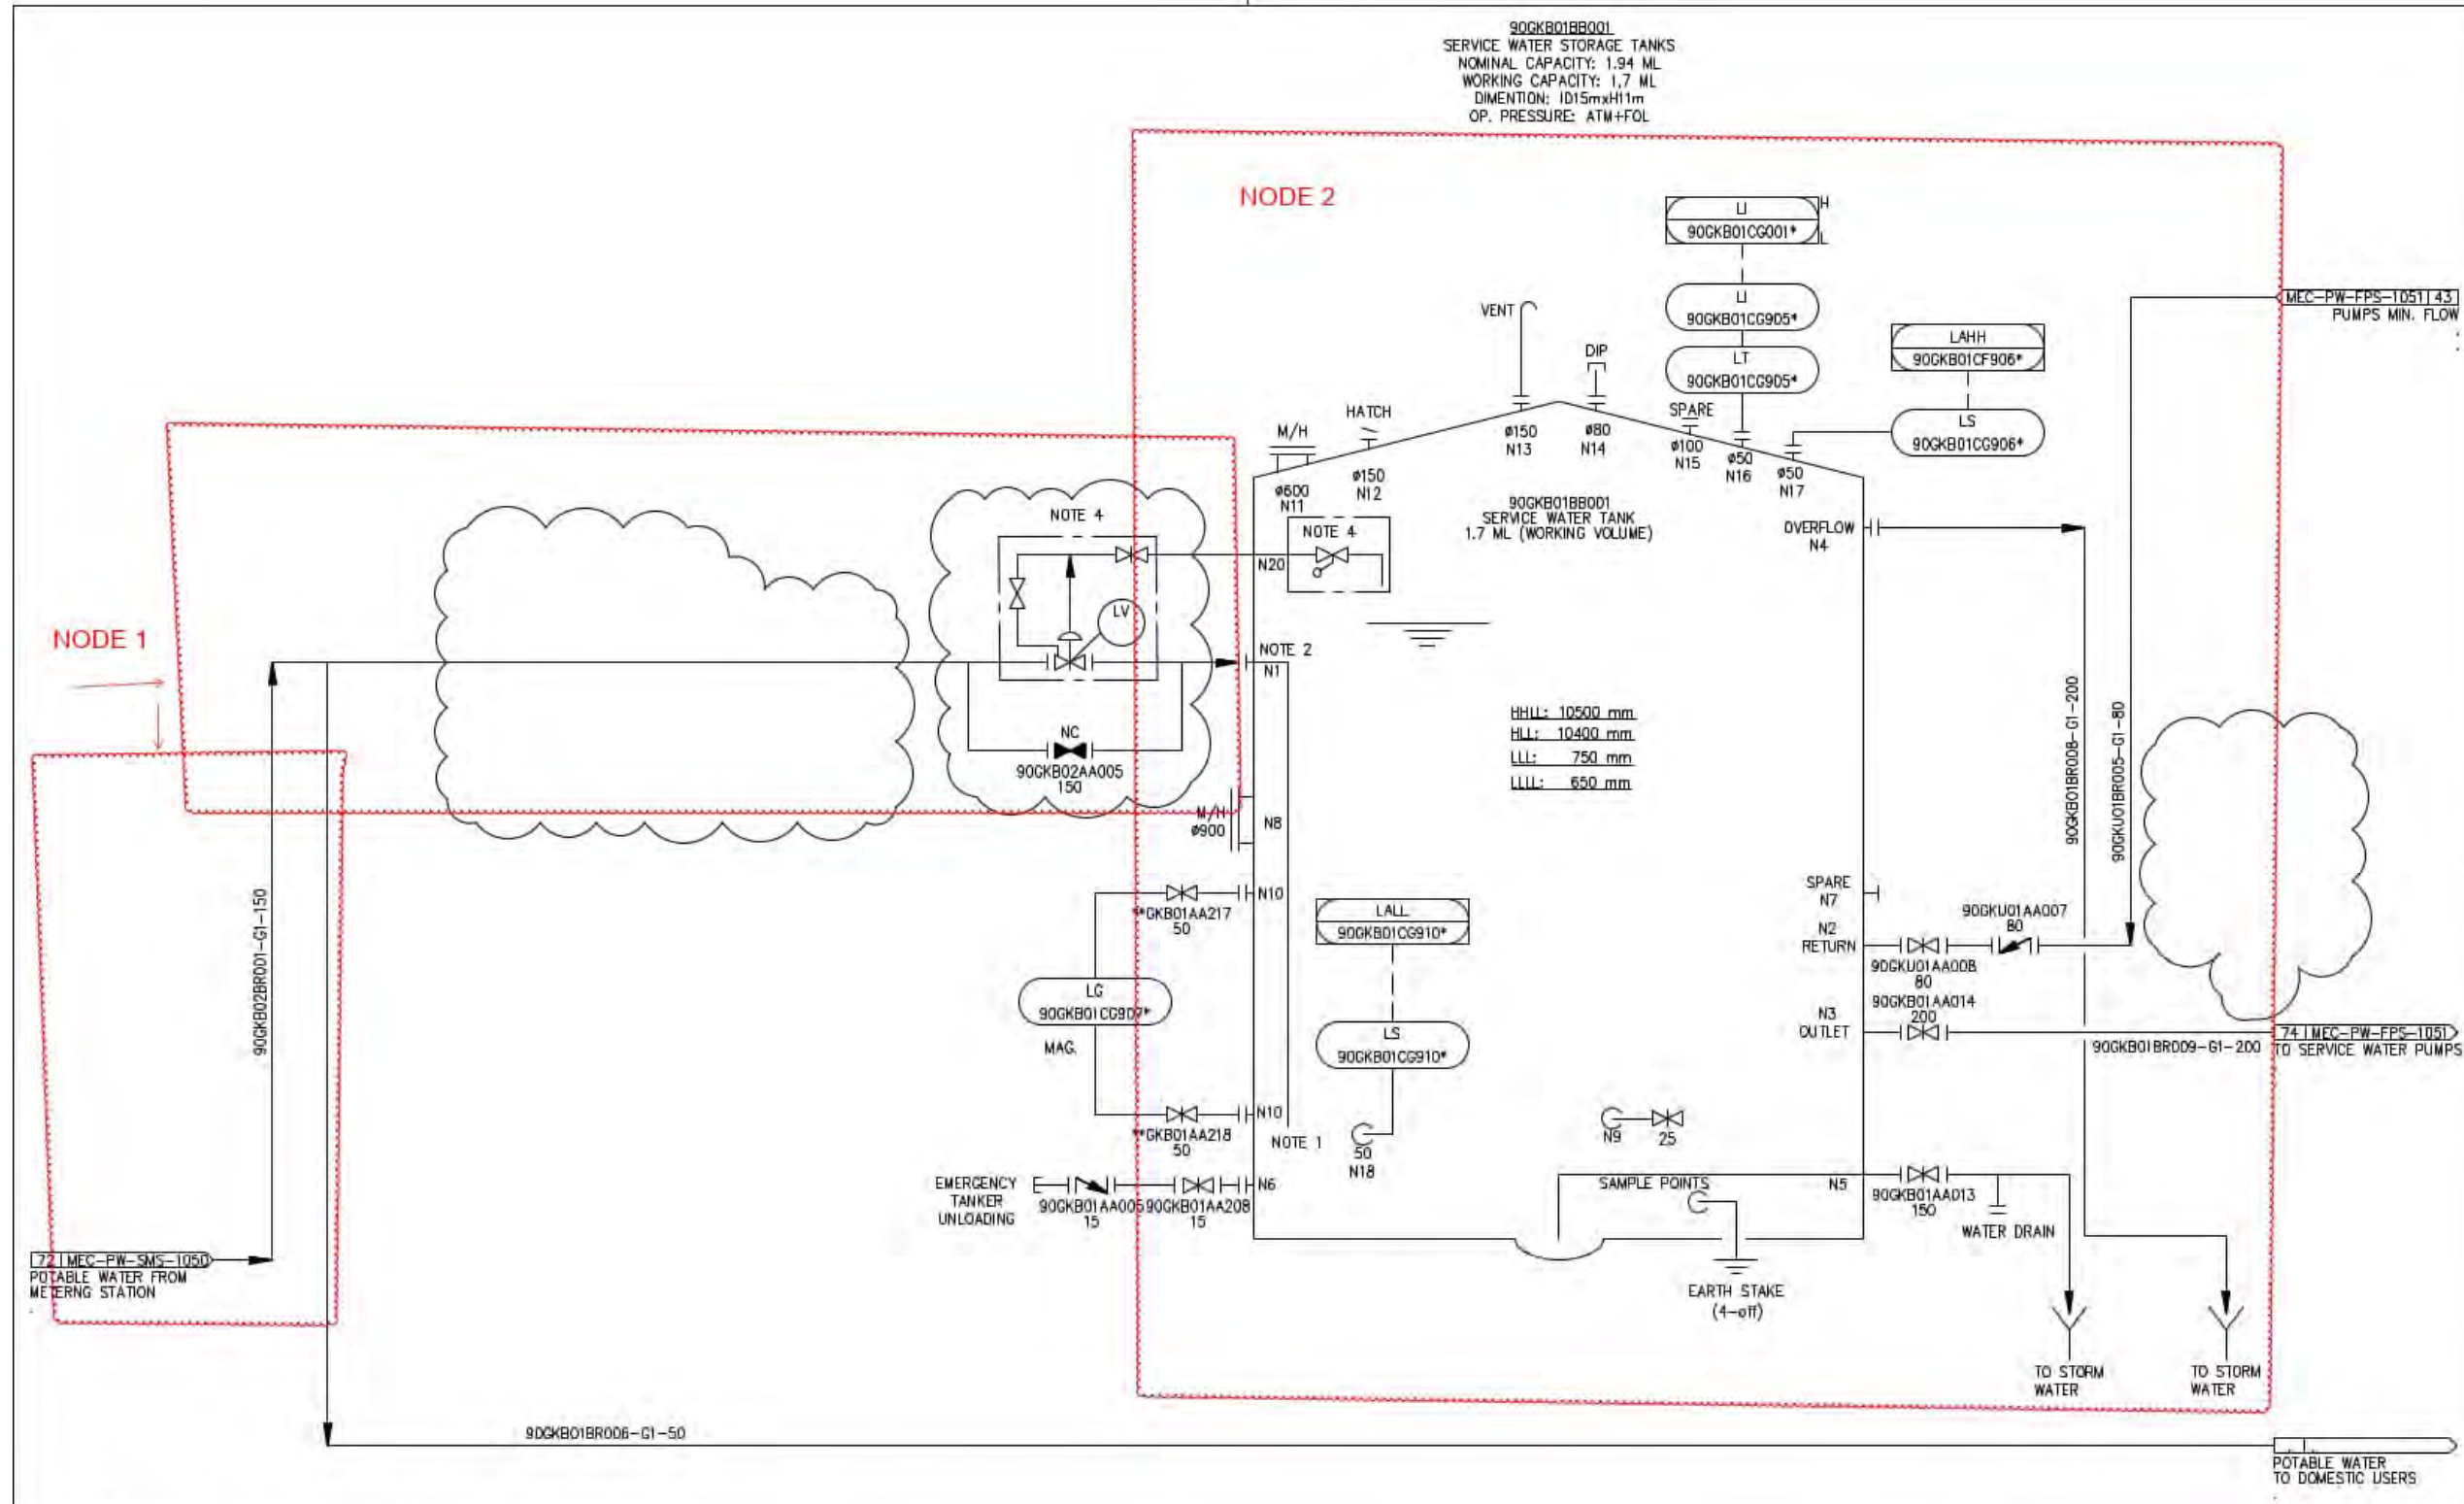 90GKB01BB001
SERVICE WATER STORAGE TANKS
NOMINAL CAPACITY: 1.94 ML
WORKING CAPACITY: 1.7 ML
DIMENTION: ID15mxH11m
OP. PRESSURE: ATM+FOL
NODE 2
LI
H
90GKB01CG001*
L
LI
90GKB01CG905*
LT
90GKB01CG905*
LAHH
90GKB01CF906*
LS
90GKB01CG906*
MEC-PW-FPS-1051 43
PUMPS MIN. FLOW
VENT
DIP
HATCH
M/H
SPARE
ø600
N11
ø150
N12
ø150
N13
ø80
N14
ø100
N15
ø50
N16
ø50
N17
90GKB01BB001
SERVICE WATER TANK
1.7 ML (WORKING VOLUME)
OVERFLOW
N4
NOTE 4
NOTE 4
N20
LV
NODE 1
NOTE 2
N1
NC
90GKB02AA005
150
HHLL: 10500 mm
HLL: 10400 mm
LLL: 750 mm
LLLL: 650 mm
M/H
ø900
N8
90GKB02BR001-G1-150
90GKB01BR008-G1-200
90GKU01BR005-G1-80
N10
**GKB01AA217
50
LG
90GKB01CG907*
MAG.
N10
**GKB01AA218
50
NOTE 1
LALL
90GKB01CG910*
LS
90GKB01CG910*
50
N18
SPARE
N7
N2
RETURN
90GKU01AA007
80
90GKU01AA008
80
90GKB01AA014
200
N3
OUTLET
90GKB01BR009-G1-200
74 MEC-PW-FPS-1051
TO SERVICE WATER PUMPS
N9
25
EMERGENCY
TANKER
UNLOADING
90GKB01AA006
15
90GKB01AA208
15
N6
SAMPLE POINTS
N5
90GKB01AA013
150
WATER DRAIN
EARTH STAKE
(4-off)
72 MEC-PW-SMS-1050
POTABLE WATER FROM
METERNG STATION
TO STORM
WATER
TO STORM
WATER
90GKB01BR006-G1-50
POTABLE WATER
TO DOMESTIC USERS